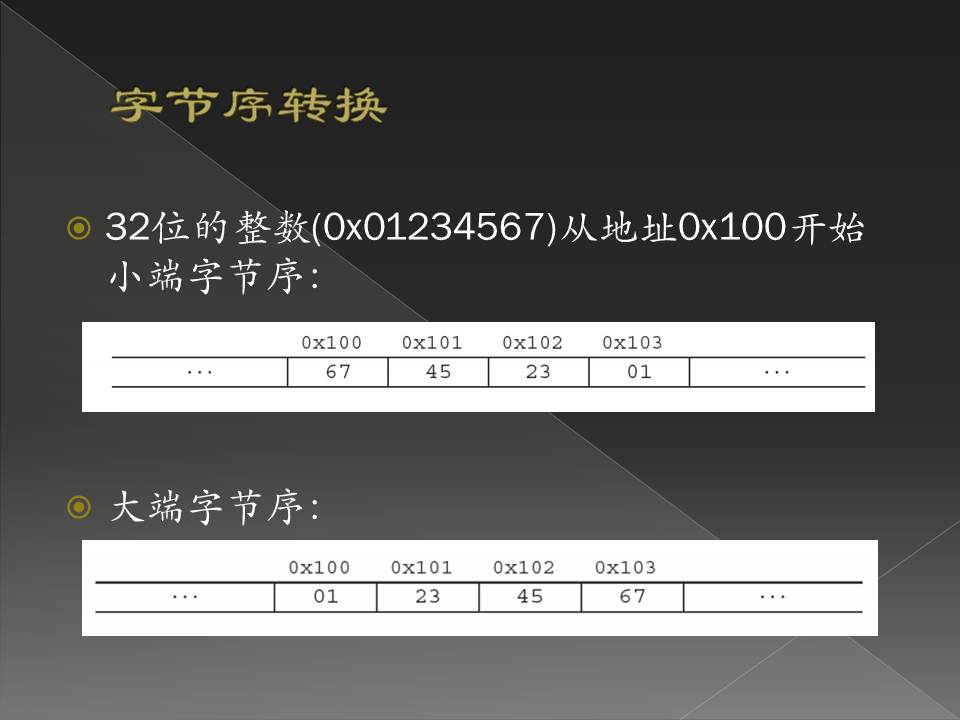 字节序转换
32位的整数(0x01234567)从地址0x100开始
小端字节序:
0x100 0x101 0x102 0x103
... 67 45 23 01 ...
大端字节序:
0x100 0x101 0x102 0x103
... 01 23 45 67 ...